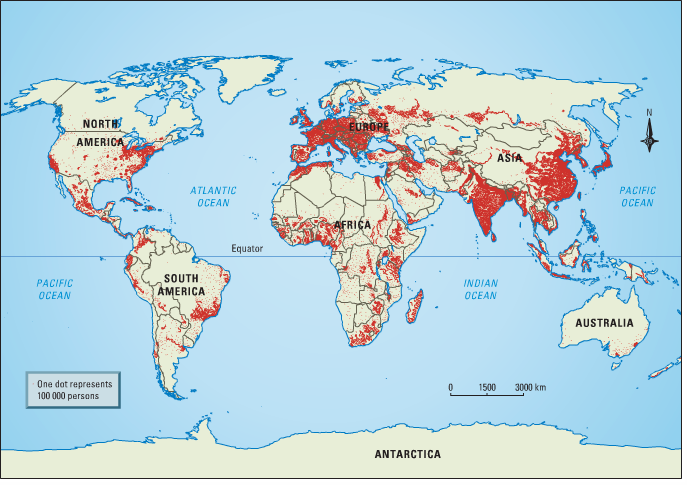 N
NORTH
AMERICA
EUROPE
ASIA
ATLANTIC
OCEAN
PACIFIC
OCEAN
AFRICA
Equator
PACIFIC
OCEAN
SOUTH
AMERICA
INDIAN
OCEAN
AUSTRALIA
One dot represents
100 000 persons
0 1500 3000 km
ANTARCTICA